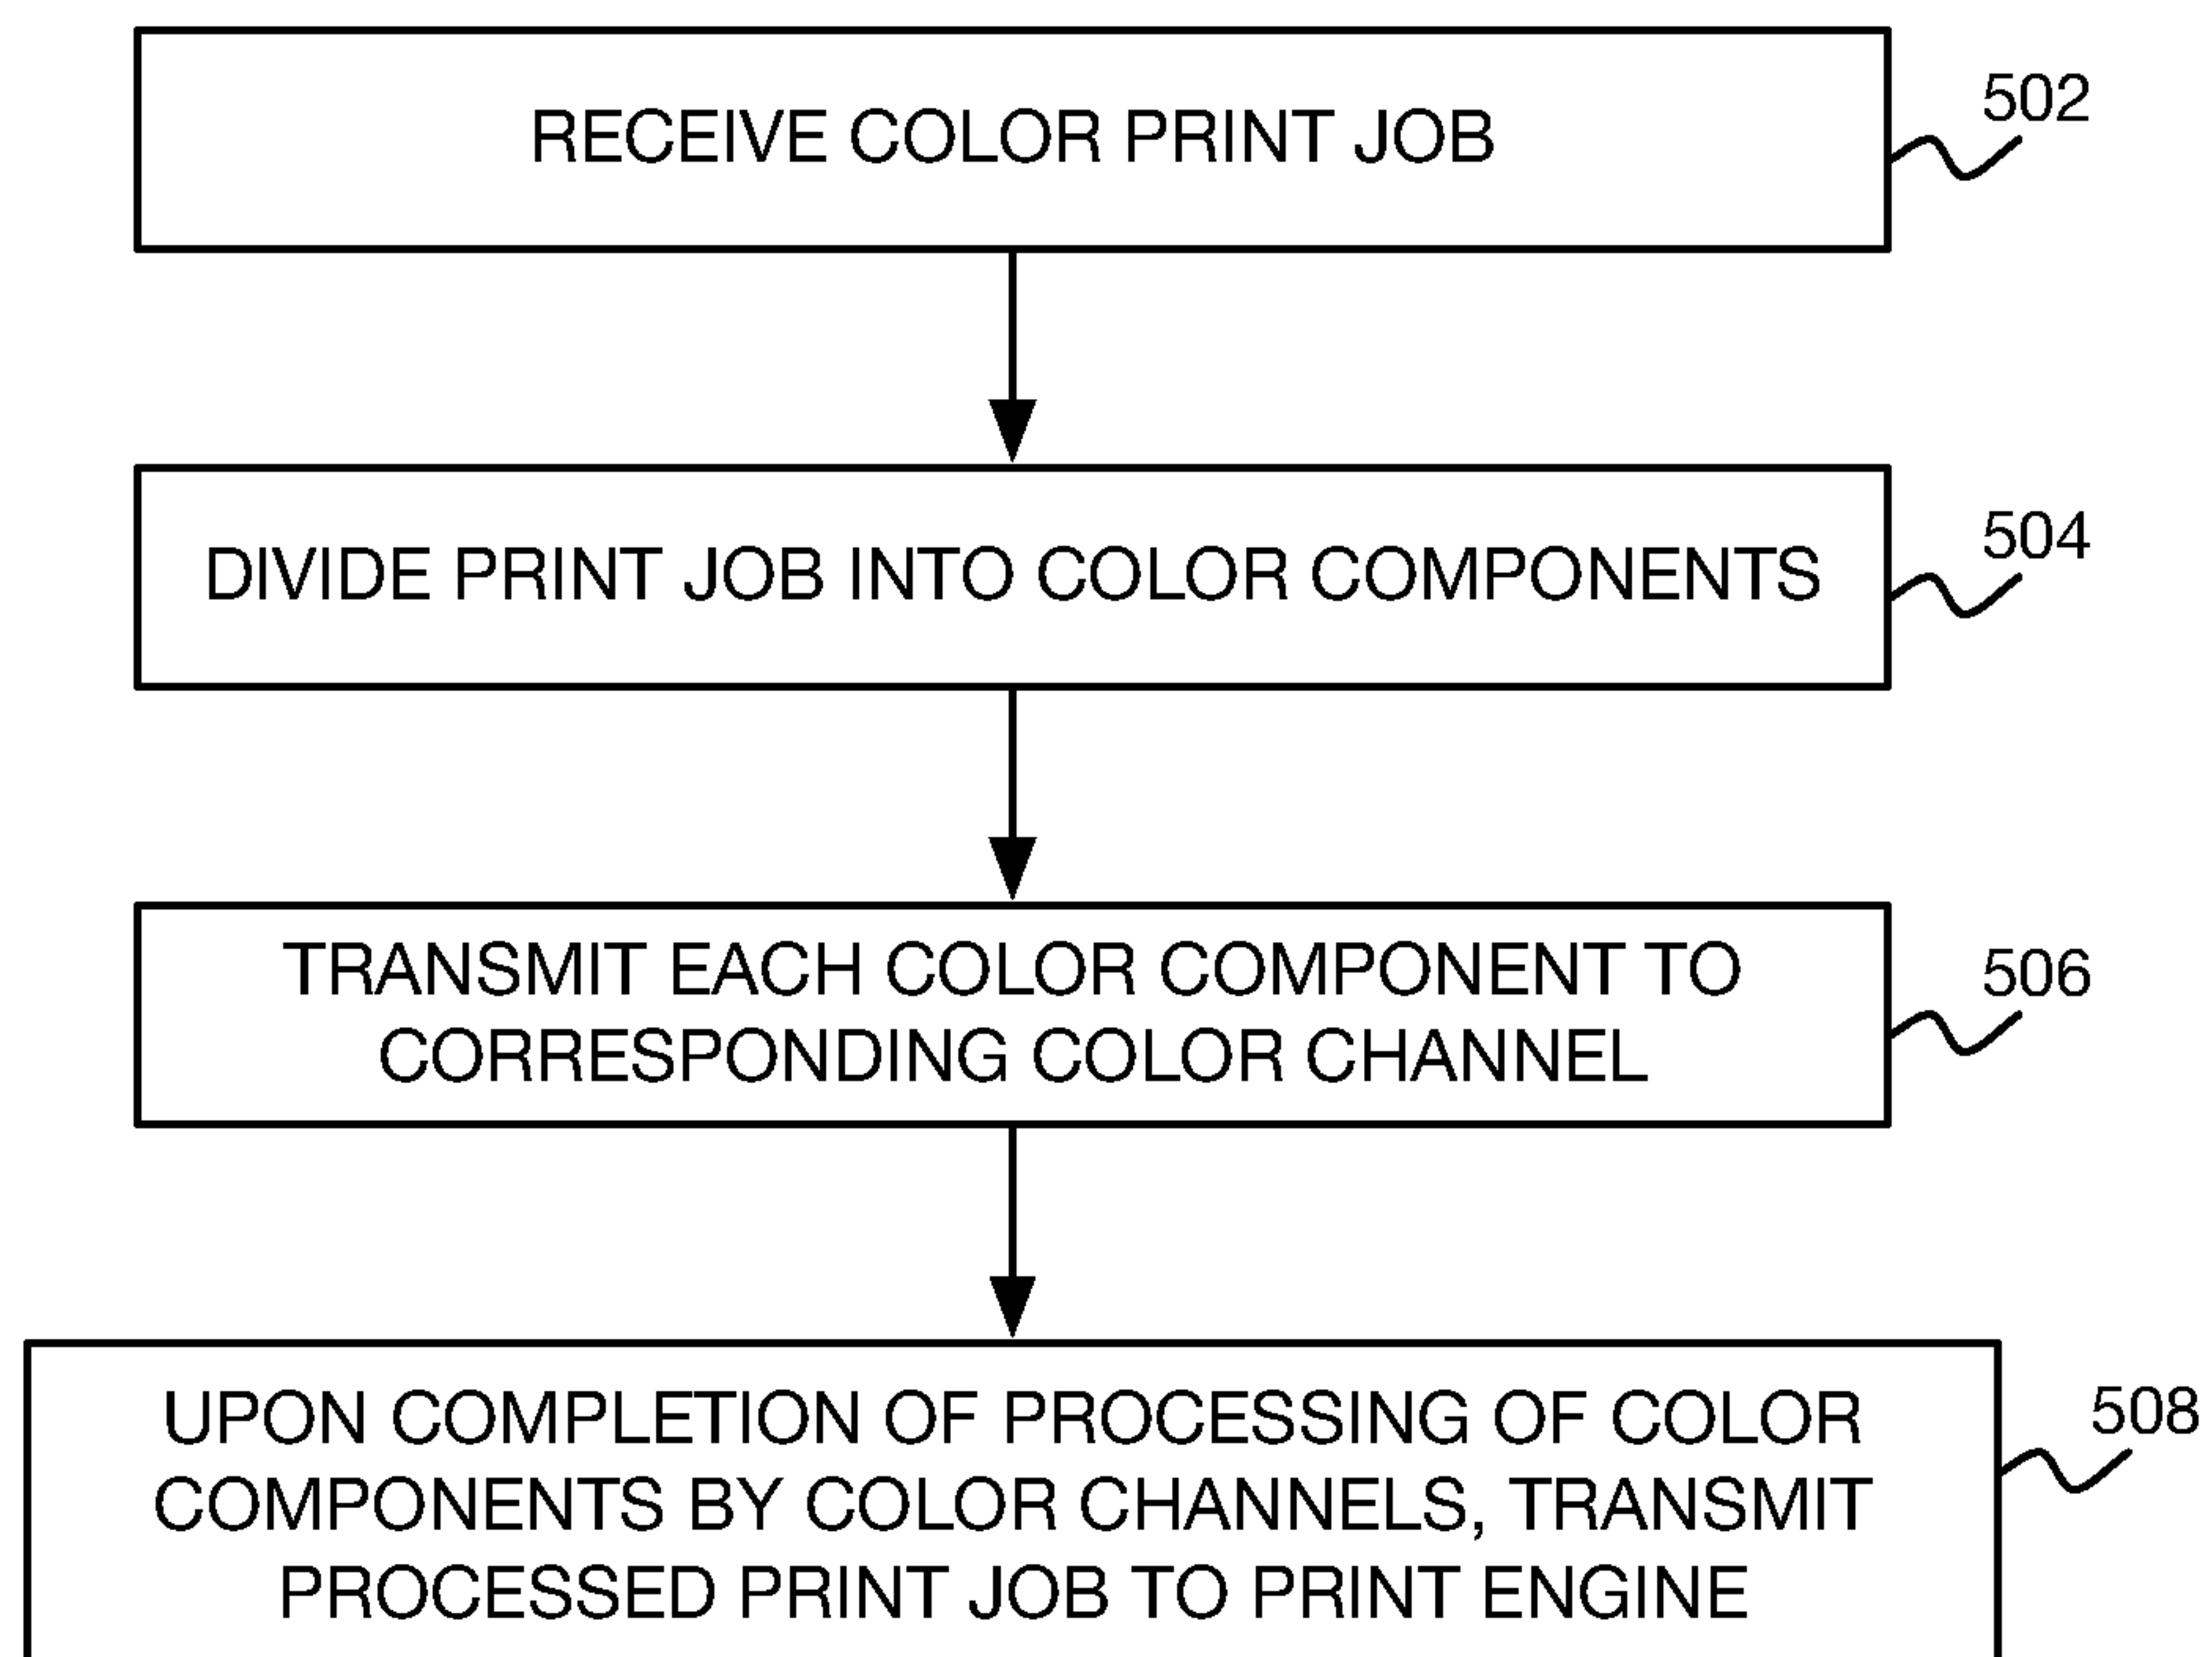 RECEIVE COLOR PRINT JOB
502
DIVIDE PRINT JOB INTO COLOR COMPONENTS
504
TRANSMIT EACH COLOR COMPONENT TO
CORRESPONDING COLOR CHANNEL
506
UPON COMPLETION OF PROCESSING OF COLOR
COMPONENTS BY COLOR CHANNELS, TRANSMIT
PROCESSED PRINT JOB TO PRINT ENGINE
508